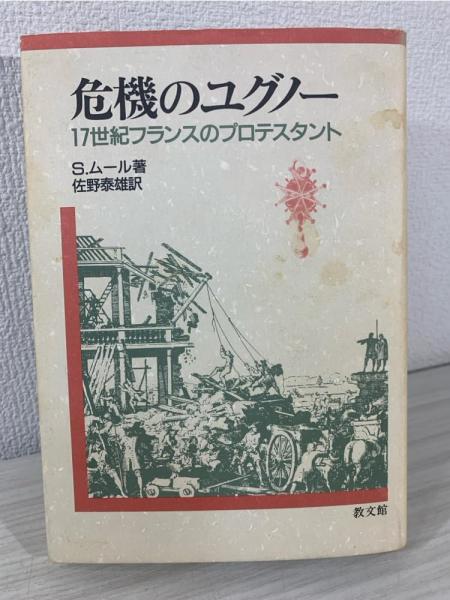 危機のユグノー
17世紀フランスのプロテスタント
S.ムール著
佐野泰雄訳
教文館